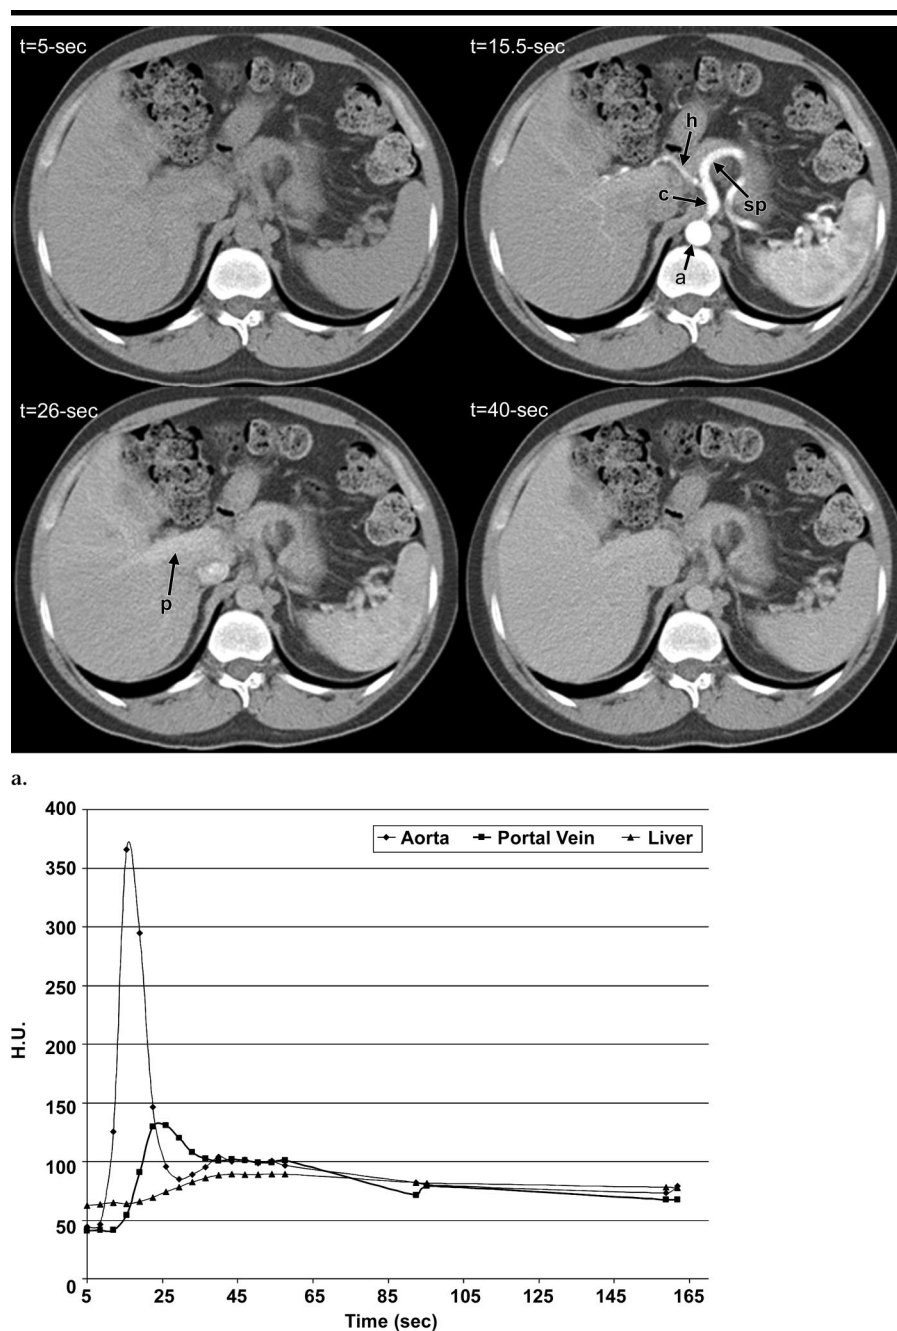 t=5-sec
t=15.5-sec
h
c
sp
a
t=26-sec
t=40-sec
p
a.
400
350
300
250
200
150
100
50
0
H.U.
Aorta
Portal Vein
Liver
5
25
45
65
85
105
125
145
165
Time (sec)